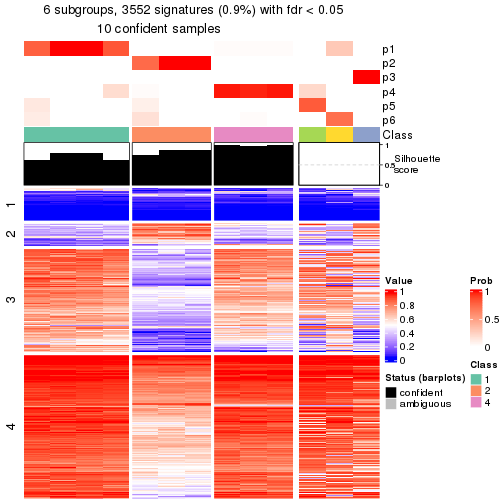 6 subgroups, 3552 signatures (0.9%) with fdr < 0.05
10 confident samples
p1
p2
p3
p4
p5
p6
Class
1
0.5
0
Silhouette
score
1
2
3
4
Value
1
0.8
0.6
0.4
0.2
0
Prob
1
0.5
0
Status (barplots)
confident
ambiguous
Class
1
2
4